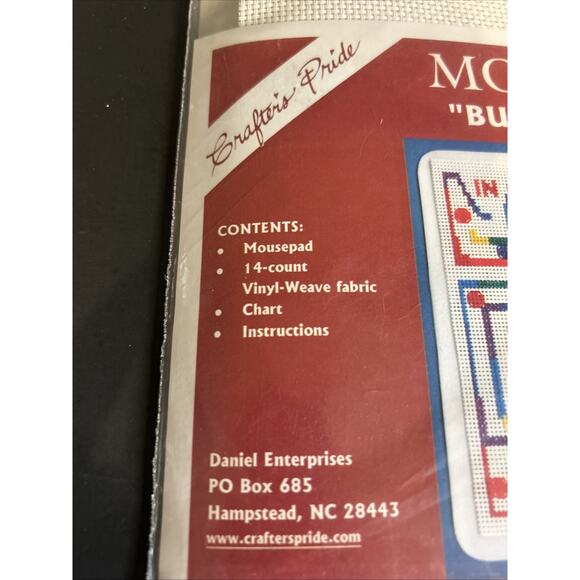 Crafter's Pride
MO
"BU
IN
CONTENTS:
• Mousepad
• 14-count
Vinyl-Weave fabric
• Chart
• Instructions
Daniel Enterprises
PO Box 685
Hampstead, NC 28443
www.crafterspride.com